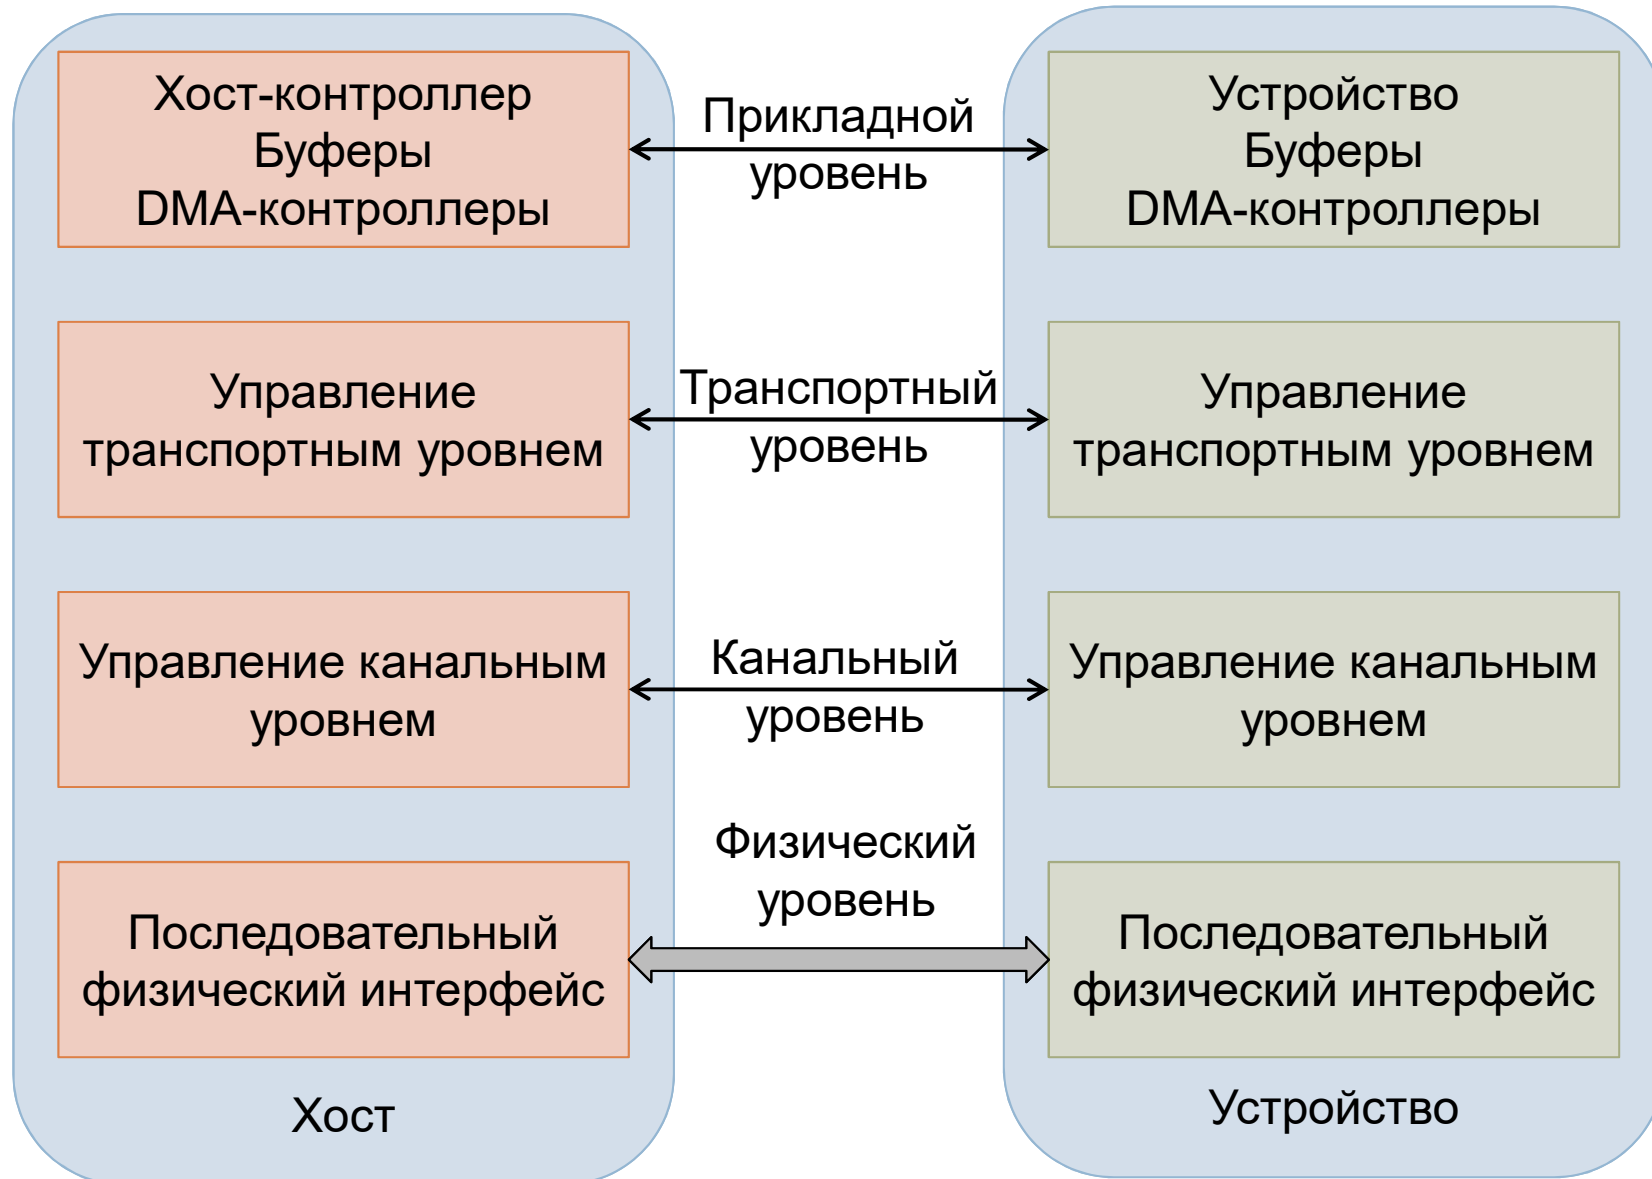 Хост-контроллер
Буферы
DMA-контроллеры
Прикладной
уровень
Устройство
Буферы
DMA-контроллеры
Управление
транспортным уровнем
Транспортный
уровень
Управление
транспортным уровнем
Управление канальным
уровнем
Канальный
уровень
Управление канальным
уровнем
Последовательный
физический интерфейс
Физический
уровень
Последовательный
физический интерфейс
Хост
Устройство